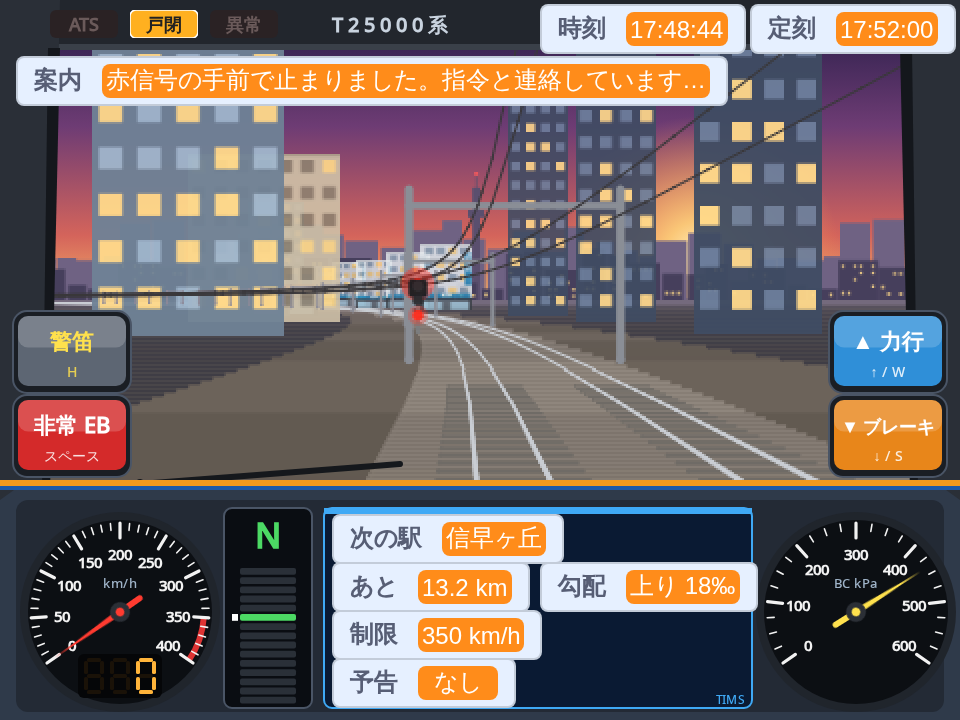 ATS 戸閉 異常 T25000系 時刻 17:48:44 定刻 17:52:00
案内 赤信号の手前で止まりました。指令と連絡しています…
警笛
H
▲ 力行
↑ / W
非常 EB
スペース
▼ ブレーキ
↓ / S
0 50 100 150 200 250 300 350 400
km/h
0
N
次の駅 信早ヶ丘
あと 13.2 km 勾配 上り 18‰
制限 350 km/h
予告 なし
TIMS
0 100 200 300 400 500 600
BC kPa